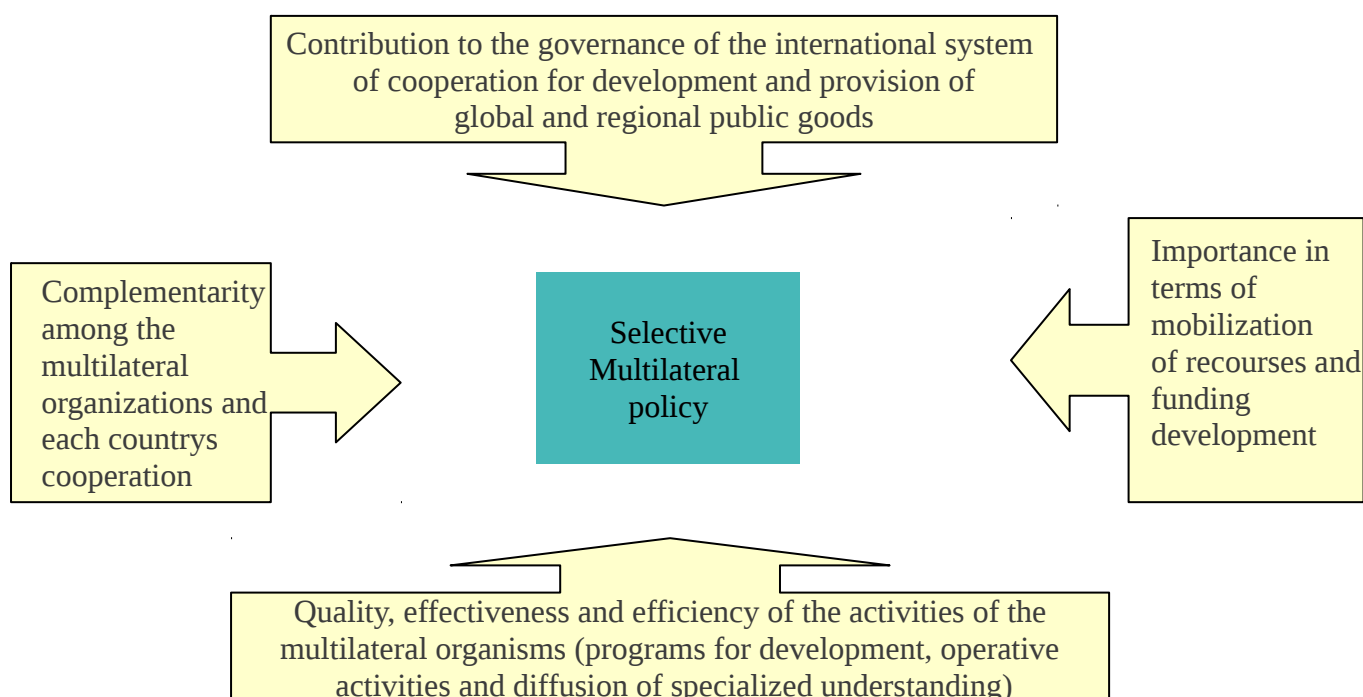 Contribution to the governance of the international system
of cooperation for development and provision of
global and regional public goods
Complementarity
among the
multilateral
organizations and
each countrys
cooperation
Selective
Multilateral
policy
Importance in
terms of
mobilization
of recourses and
funding
development
Quality, effectiveness and efficiency of the activities of the
multilateral organisms (programs for development, operative
activities and diffusion of specialized understanding)